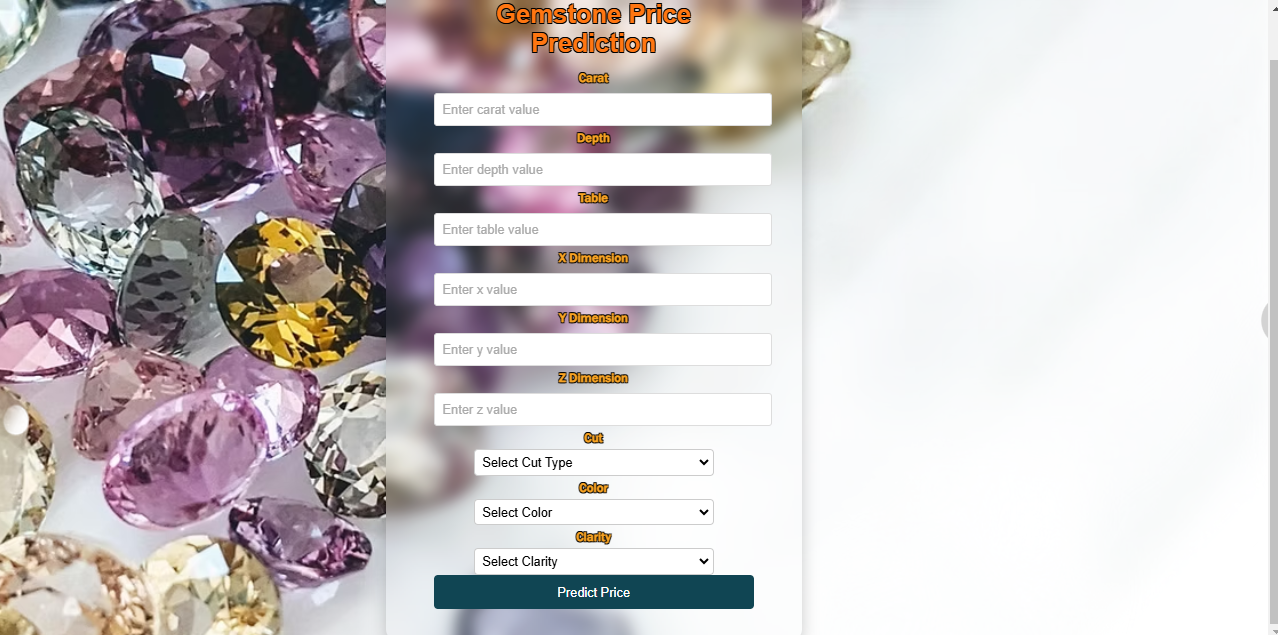 Gemstone Price
Prediction
Carat
Enter carat value
Depth
Enter depth value
Table
Enter table value
X Dimension
Enter x value
Y Dimension
Enter y value
Z Dimension
Enter z value
Cut
Select Cut Type
Color
Select Color
Clarity
Select Clarity
Predict Price